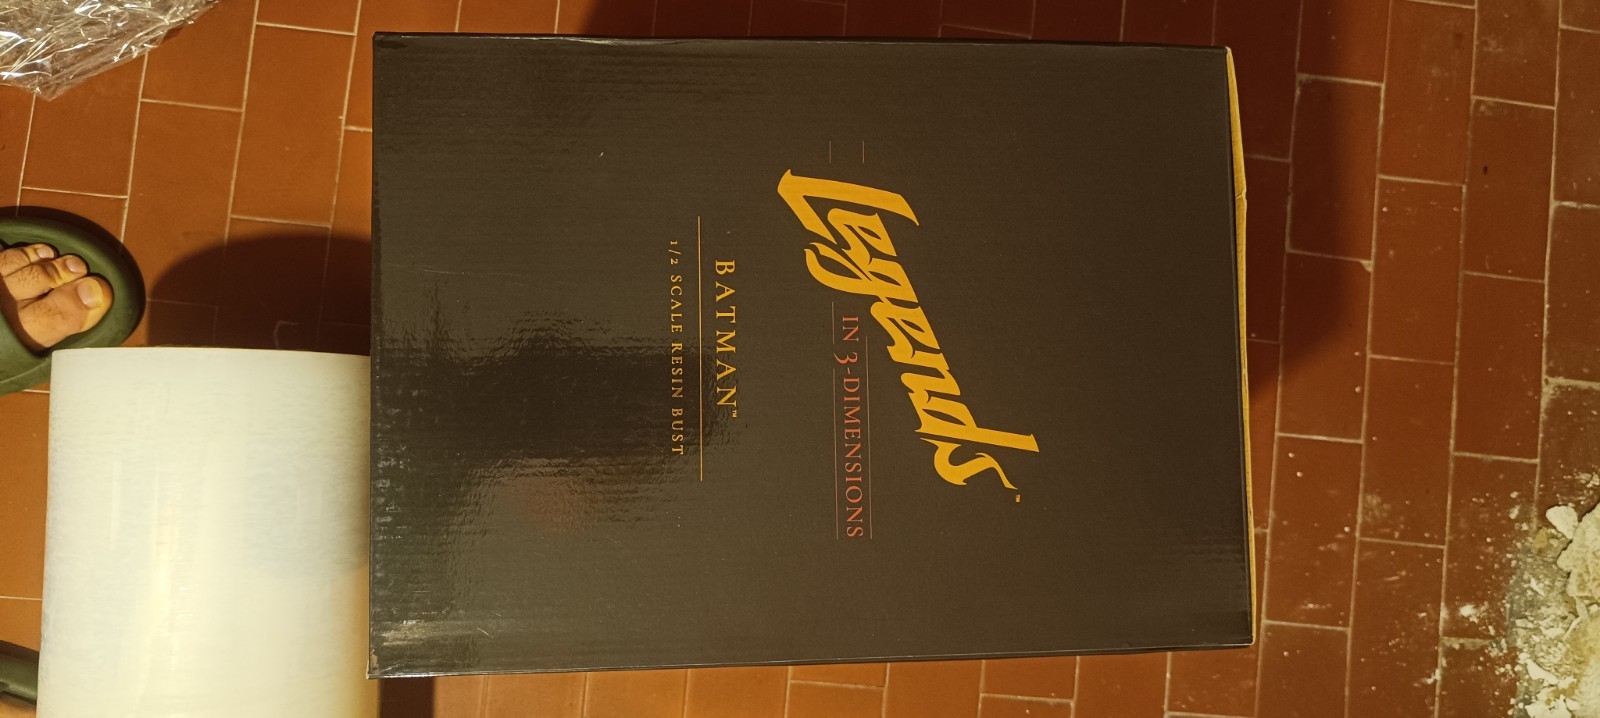 Legends™
IN 3-DIMENSIONS
BATMAN™
1/2 SCALE RESIN BUST